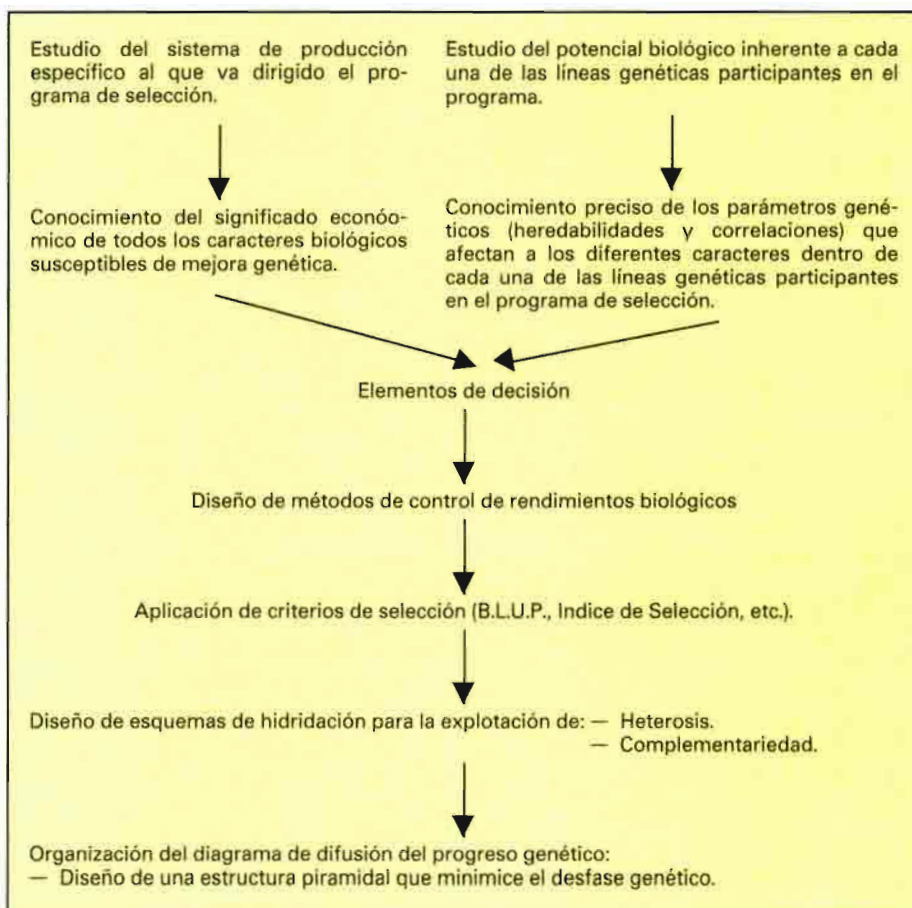 Estudio del sistema de producción
específico al que va dirigido el pro-
grama de selección.
Estudio del potencial biológico inherente a cada
una de las líneas genéticas participantes en el
programa.
Conocimiento del significado económo-
mico de todos los caracteres biológicos
susceptibles de mejora genética.
Conocimiento preciso de los parámetros gené-
ticos (heredabilidades y correlaciones) que
afectan a los diferentes caracteres dentro de
cada una de las líneas genéticas participantes
en el programa de selección.
Elementos de decisión
Diseño de métodos de control de rendimientos biológicos
Aplicación de criterios de selección (B.L.U.P., Indice de Selección, etc.).
Diseño de esquemas de hidridación para la explotación de: — Heterosis.
— Complementariedad.
Organización del diagrama de difusión del progreso genético:
— Diseño de una estructura piramidal que minimice el desfase genético.